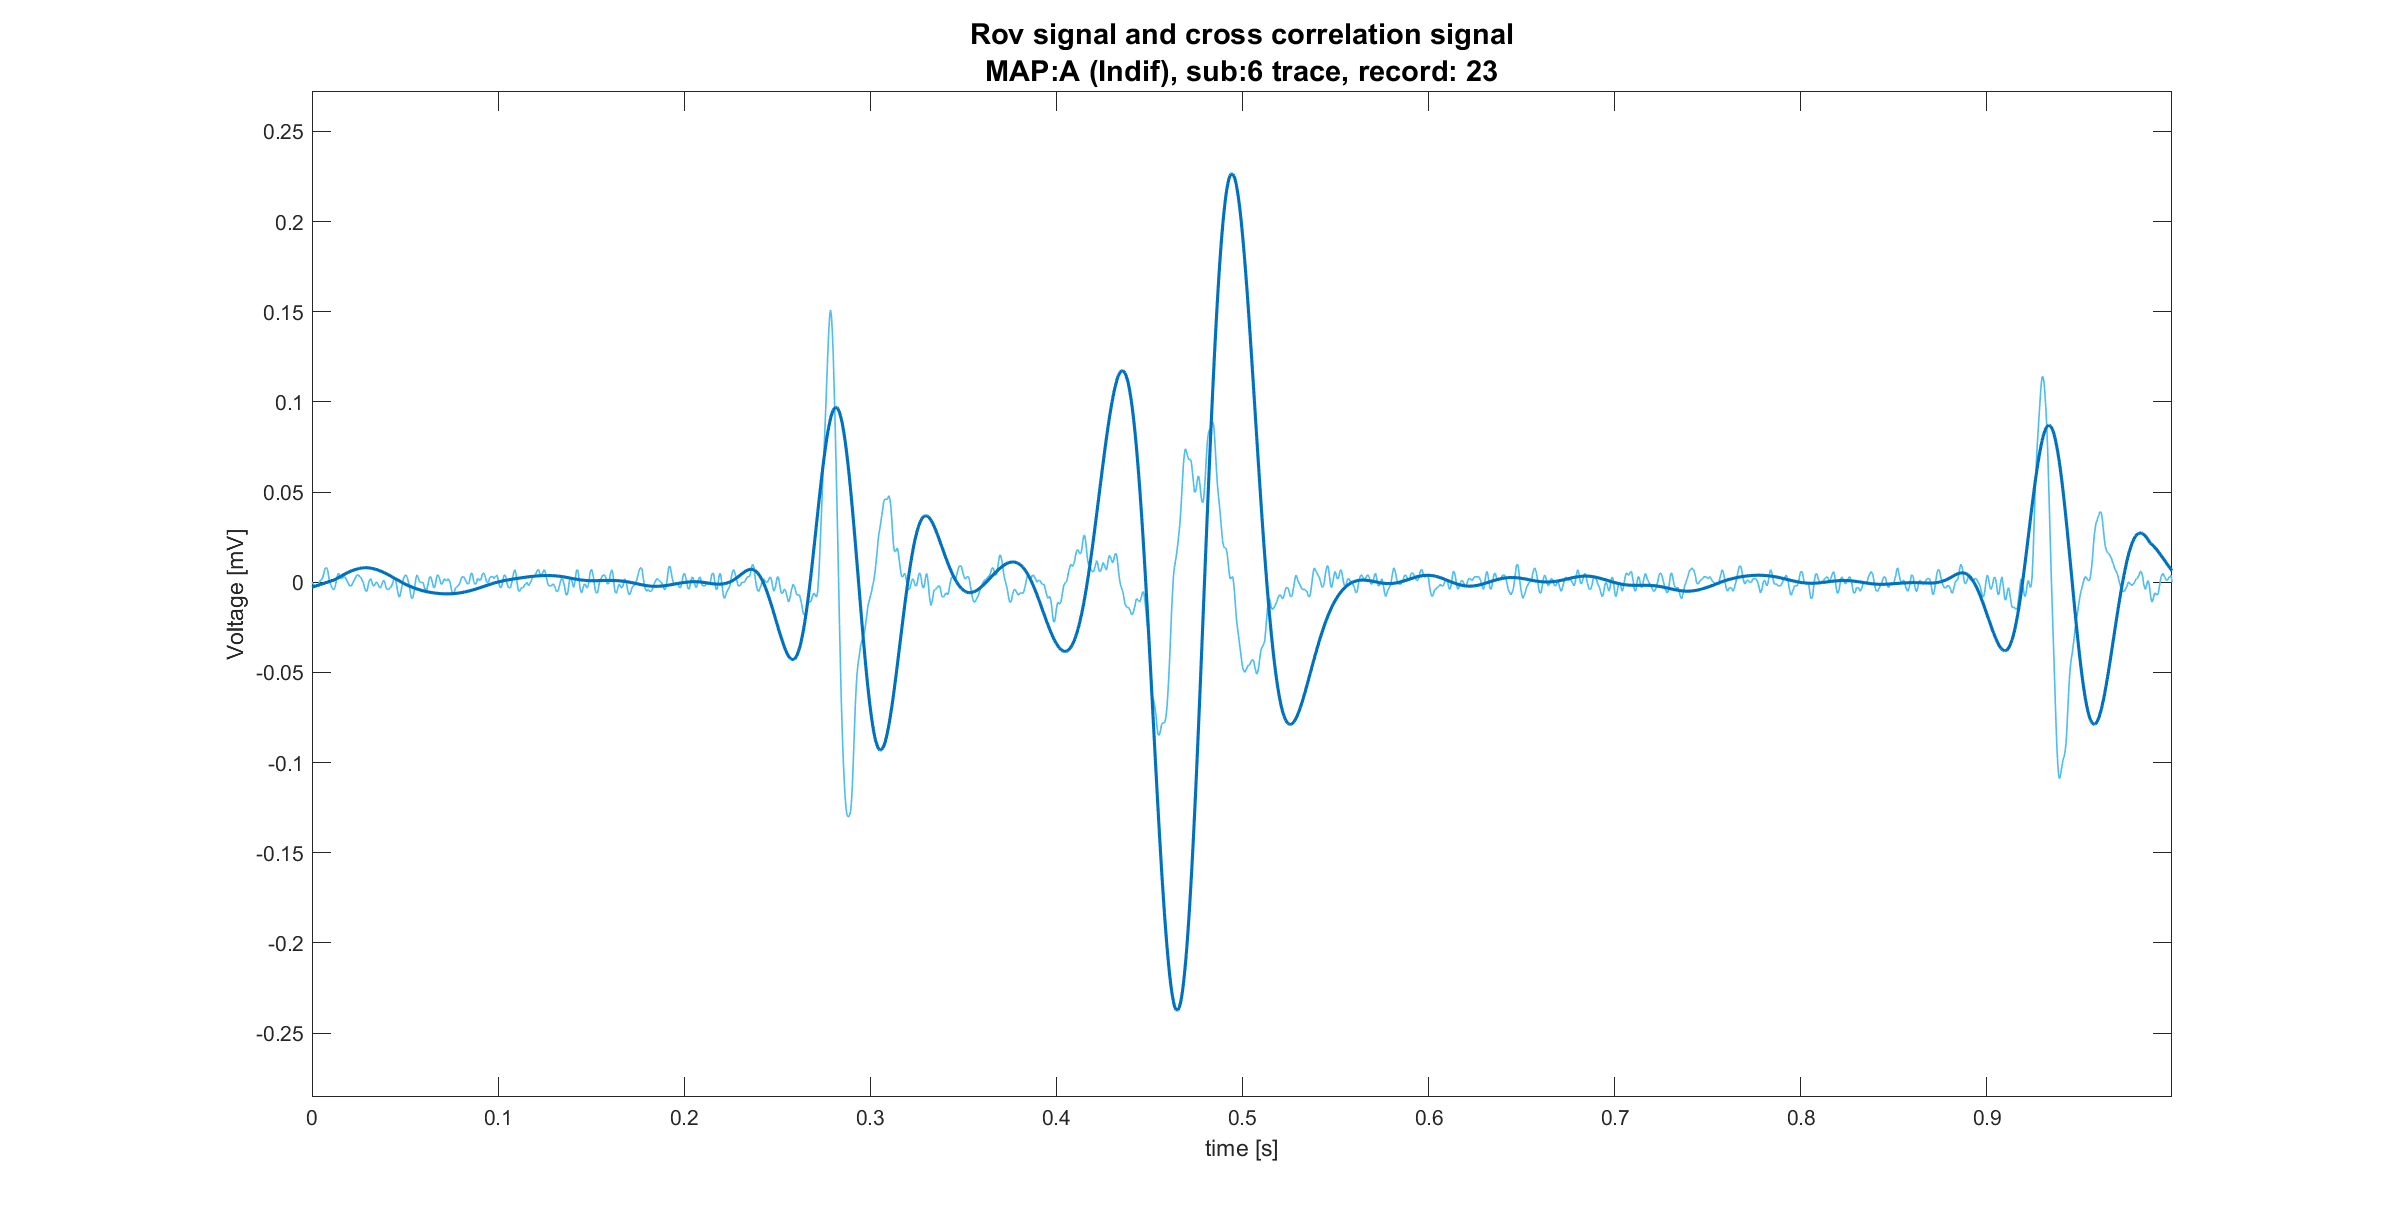 Rov signal and cross correlation signal
MAP:A (Indif), sub:6 trace, record: 23
Voltage [mV]
0.25
0.2
0.15
0.1
0.05
0
-0.05
-0.1
-0.15
-0.2
-0.25
0 0.1 0.2 0.3 0.4 0.5 0.6 0.7 0.8 0.9
time [s]